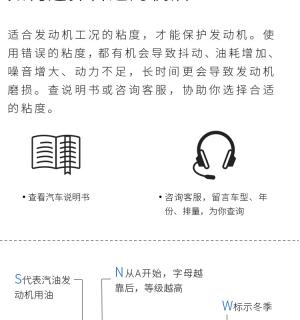 适合发动机工况的粘度，才能保护发动机。使
用错误的粘度，都有机会导致抖动、油耗增加、
噪音增大、动力不足，长时间更会导致发动机
磨损。查说明书或咨询客服，协助你选择合适
的粘度。
•查看汽车说明书
•咨询客服，留言车型、年
份、排量，为你查询
S代表汽油发
动机用油
N从A开始，字母越
靠后，等级越高
W标示冬季